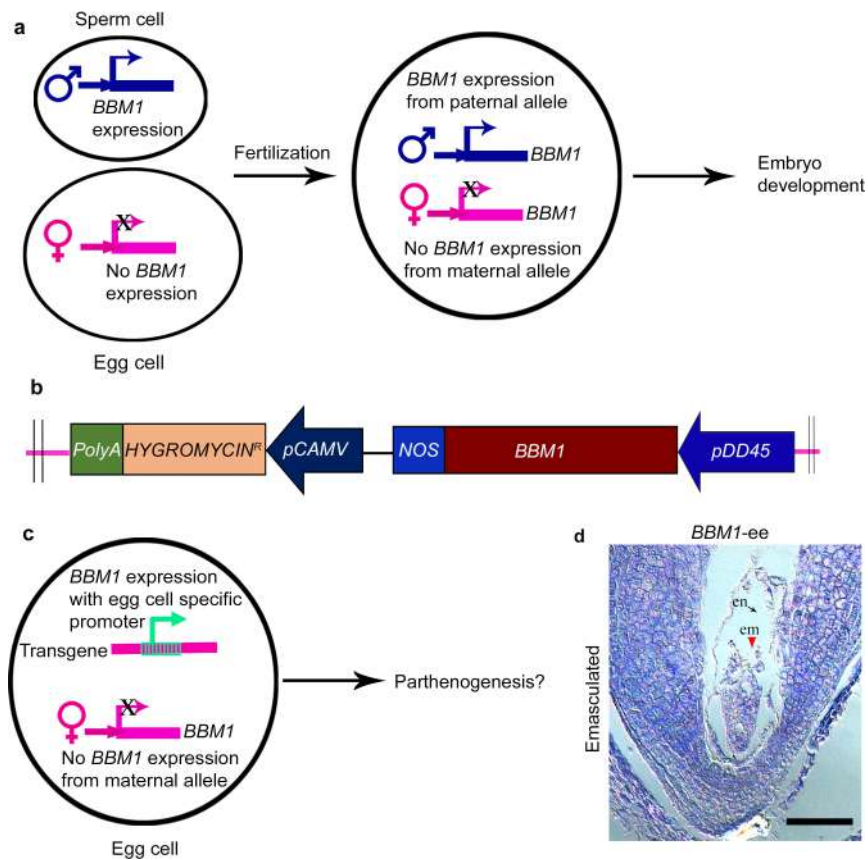 a
Sperm cell
BBM1
expression
No BBM1
expression
Egg cell
Fertilization
BBM1 expression
from paternal allele
BBM1
X
BBM1
No BBM1 expression
from maternal allele
Embryo
development
X
b
PolyA HYGROMYCINᴿ pCAMV NOS BBM1 pDD45
c
BBM1 expression
with egg cell specific
promoter
Transgene
X
BBM1
No BBM1 expression
from maternal allele
Egg cell
Parthenogenesis?
d
BBM1-ee
Emasculated
en
em